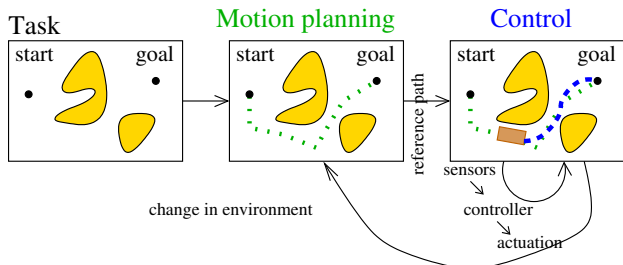 Task
Motion planning
Control
start
goal
start
goal
start
goal
reference path
sensors
controller
actuation
change in environment